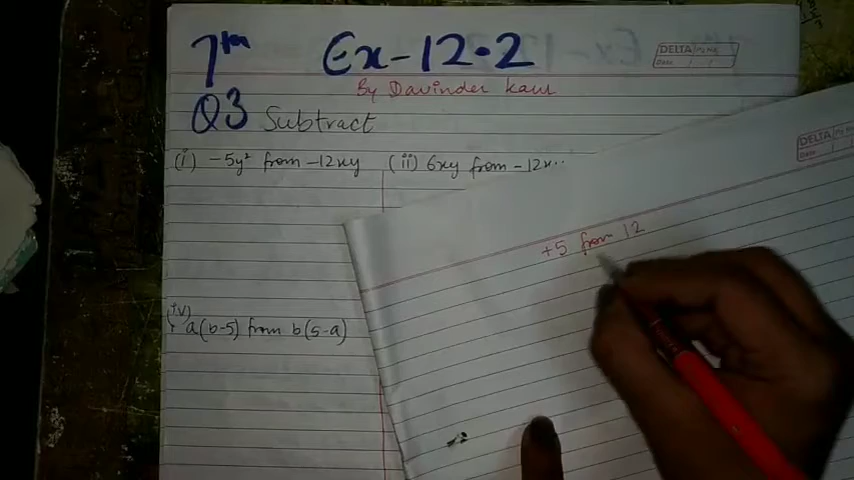 7th Ex-12.2
By Davinder kaur
Q3 Subtract
(i) -5y² from -12xy (ii) 6xy from -12x
(iv) a(b-5) from b(5-a)
DELTA
DELTA
+5 from 12